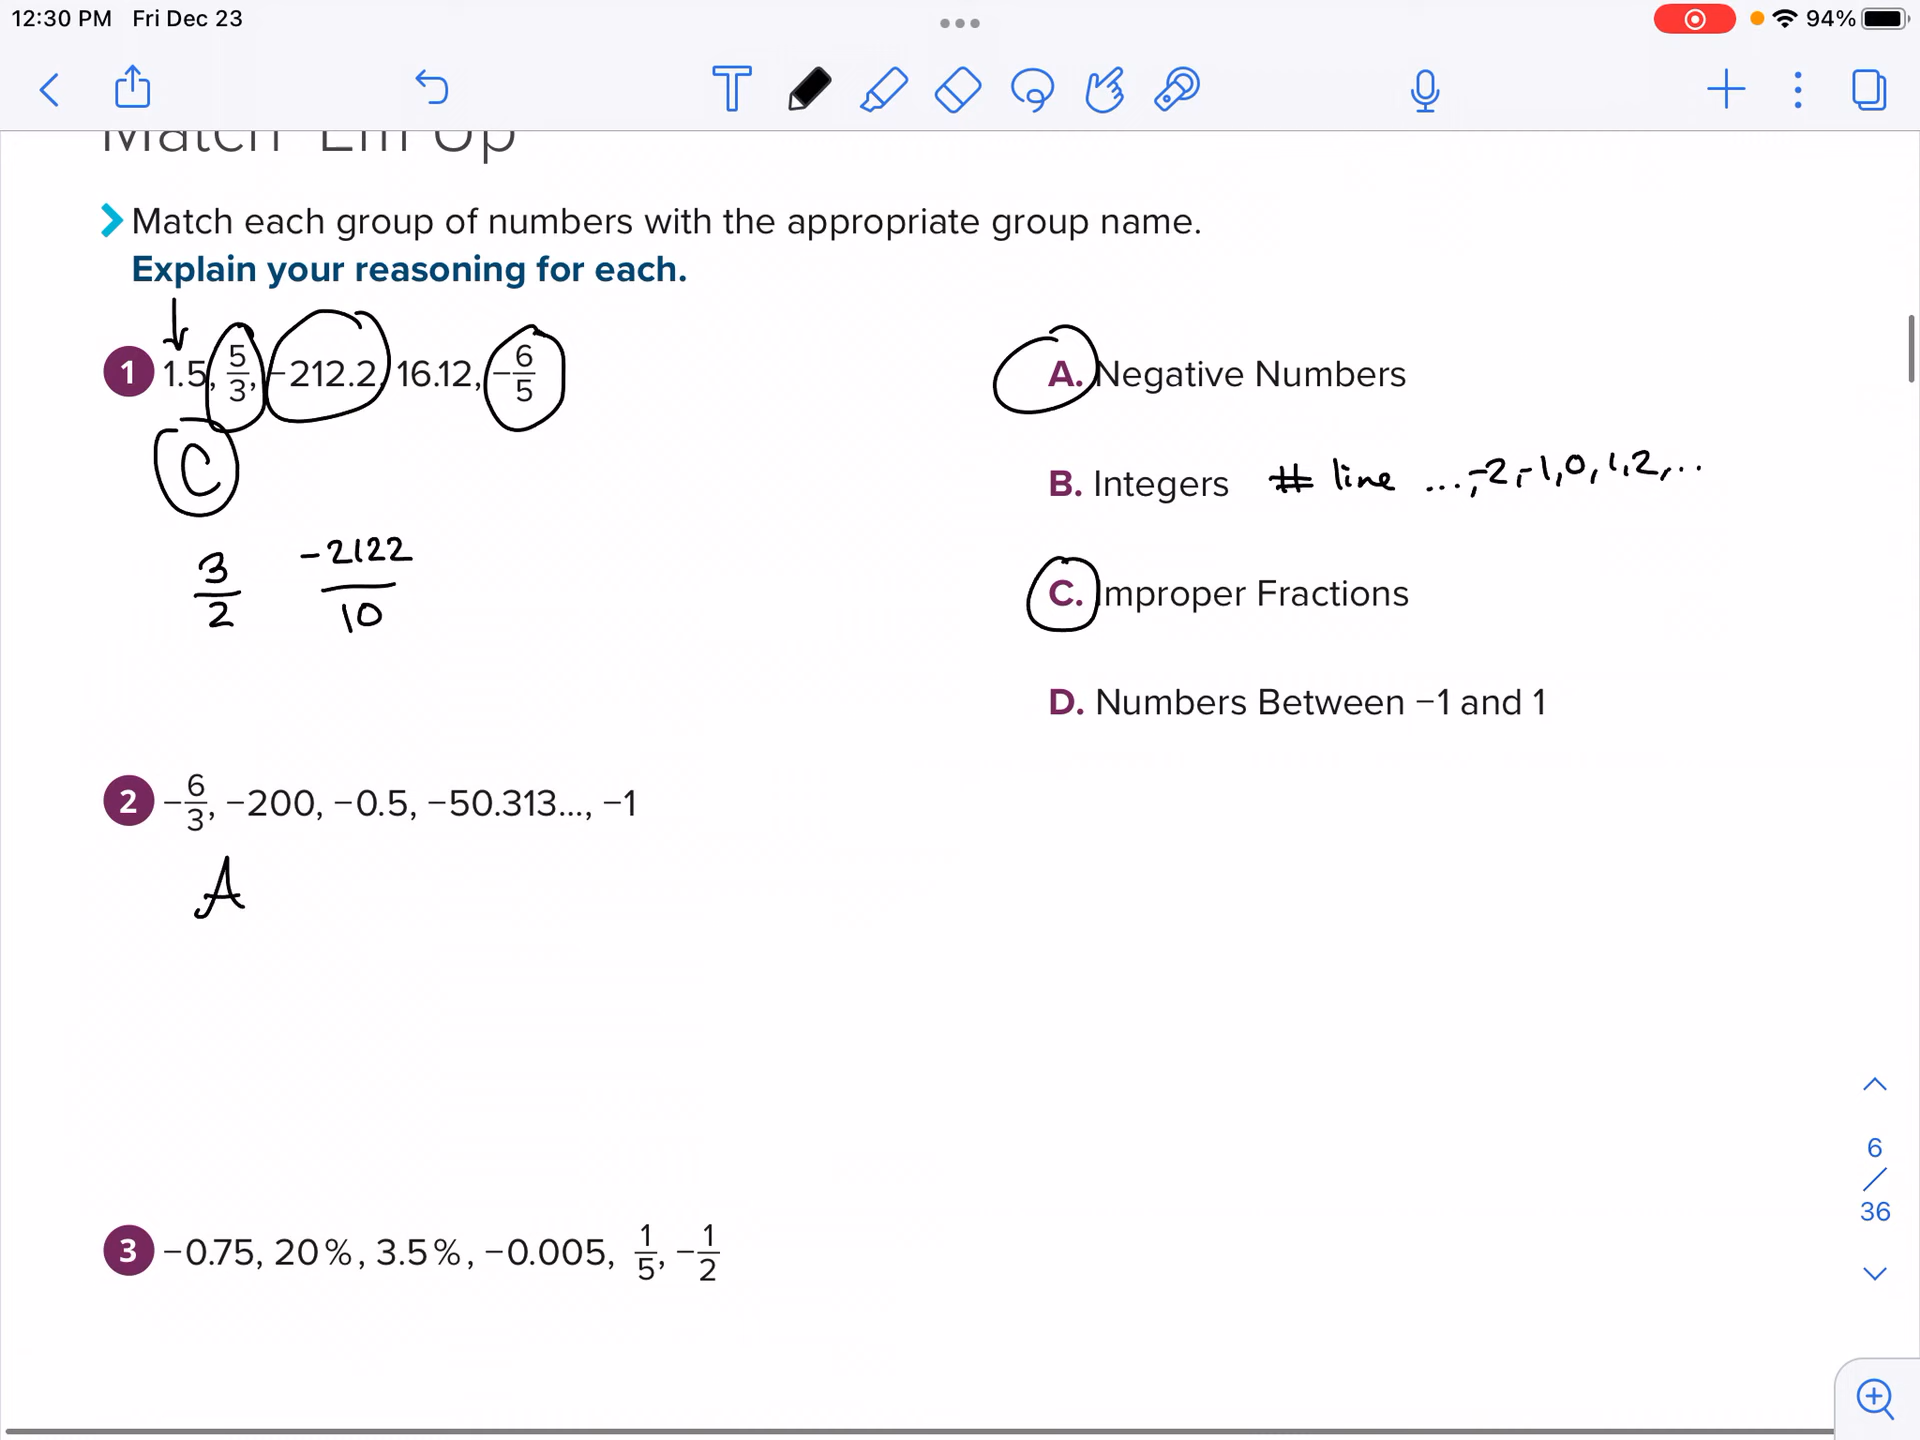 12:30 PM Fri Dec 23 94%
Match 'Em Up
Match each group of numbers with the appropriate group name.
Explain your reasoning for each.
1 1.5, 5/3, −212.2, 16.12, −6/5
C
3/2 -2122/10
A. Negative Numbers
B. Integers # line ...,-2,-1,0,1,2,...
C. Improper Fractions
D. Numbers Between −1 and 1
2 −6/3, −200, −0.5, −50.313..., −1
A
3 −0.75, 20%, 3.5%, −0.005, 1/5, −1/2
6
/
36